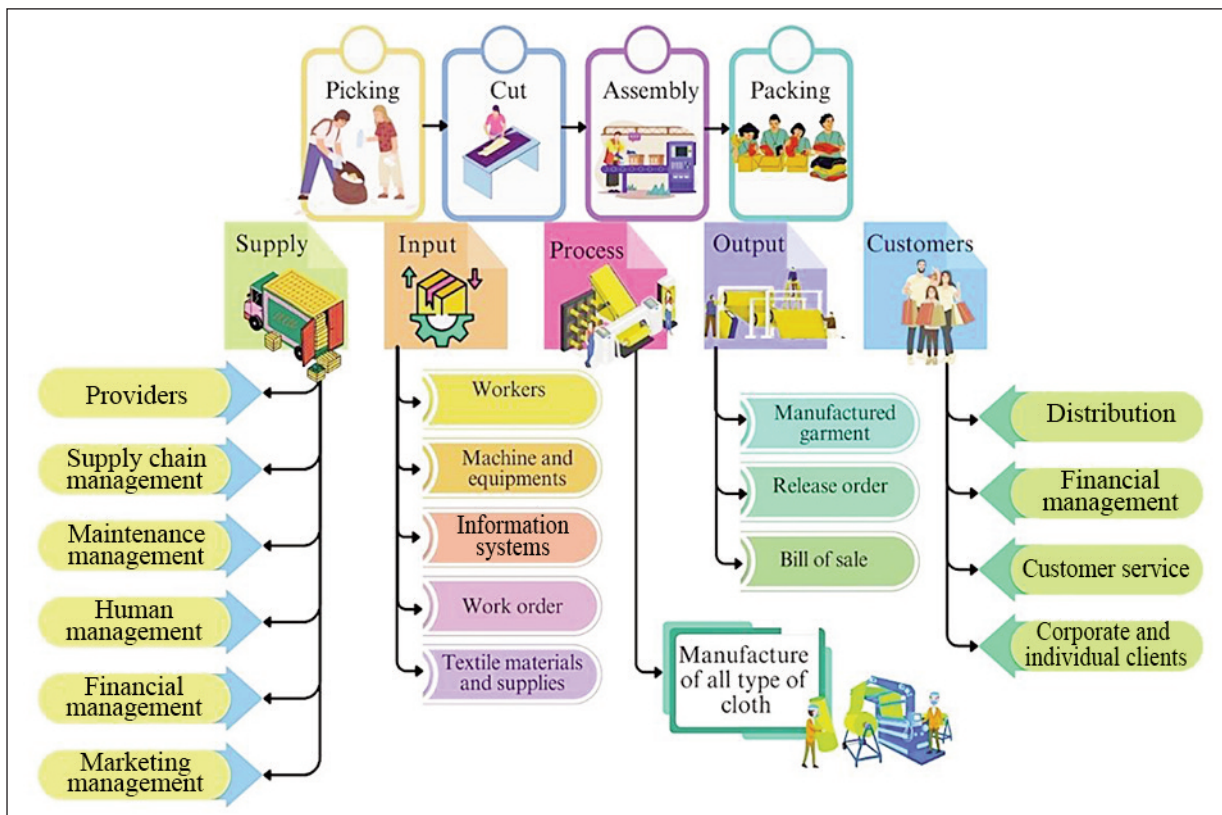 Picking
Cut
Assembly
Packing
Supply
Input
Process
Output
Customers
Providers
Supply chain
management
Maintenance
management
Human
management
Financial
management
Marketing
management
Workers
Machine and
equipments
Information
systems
Work order
Textile materials
and supplies
Manufacture
of all type of
cloth
Manufactured
garment
Release order
Bill of sale
Distribution
Financial
management
Customer service
Corporate and
individual clients